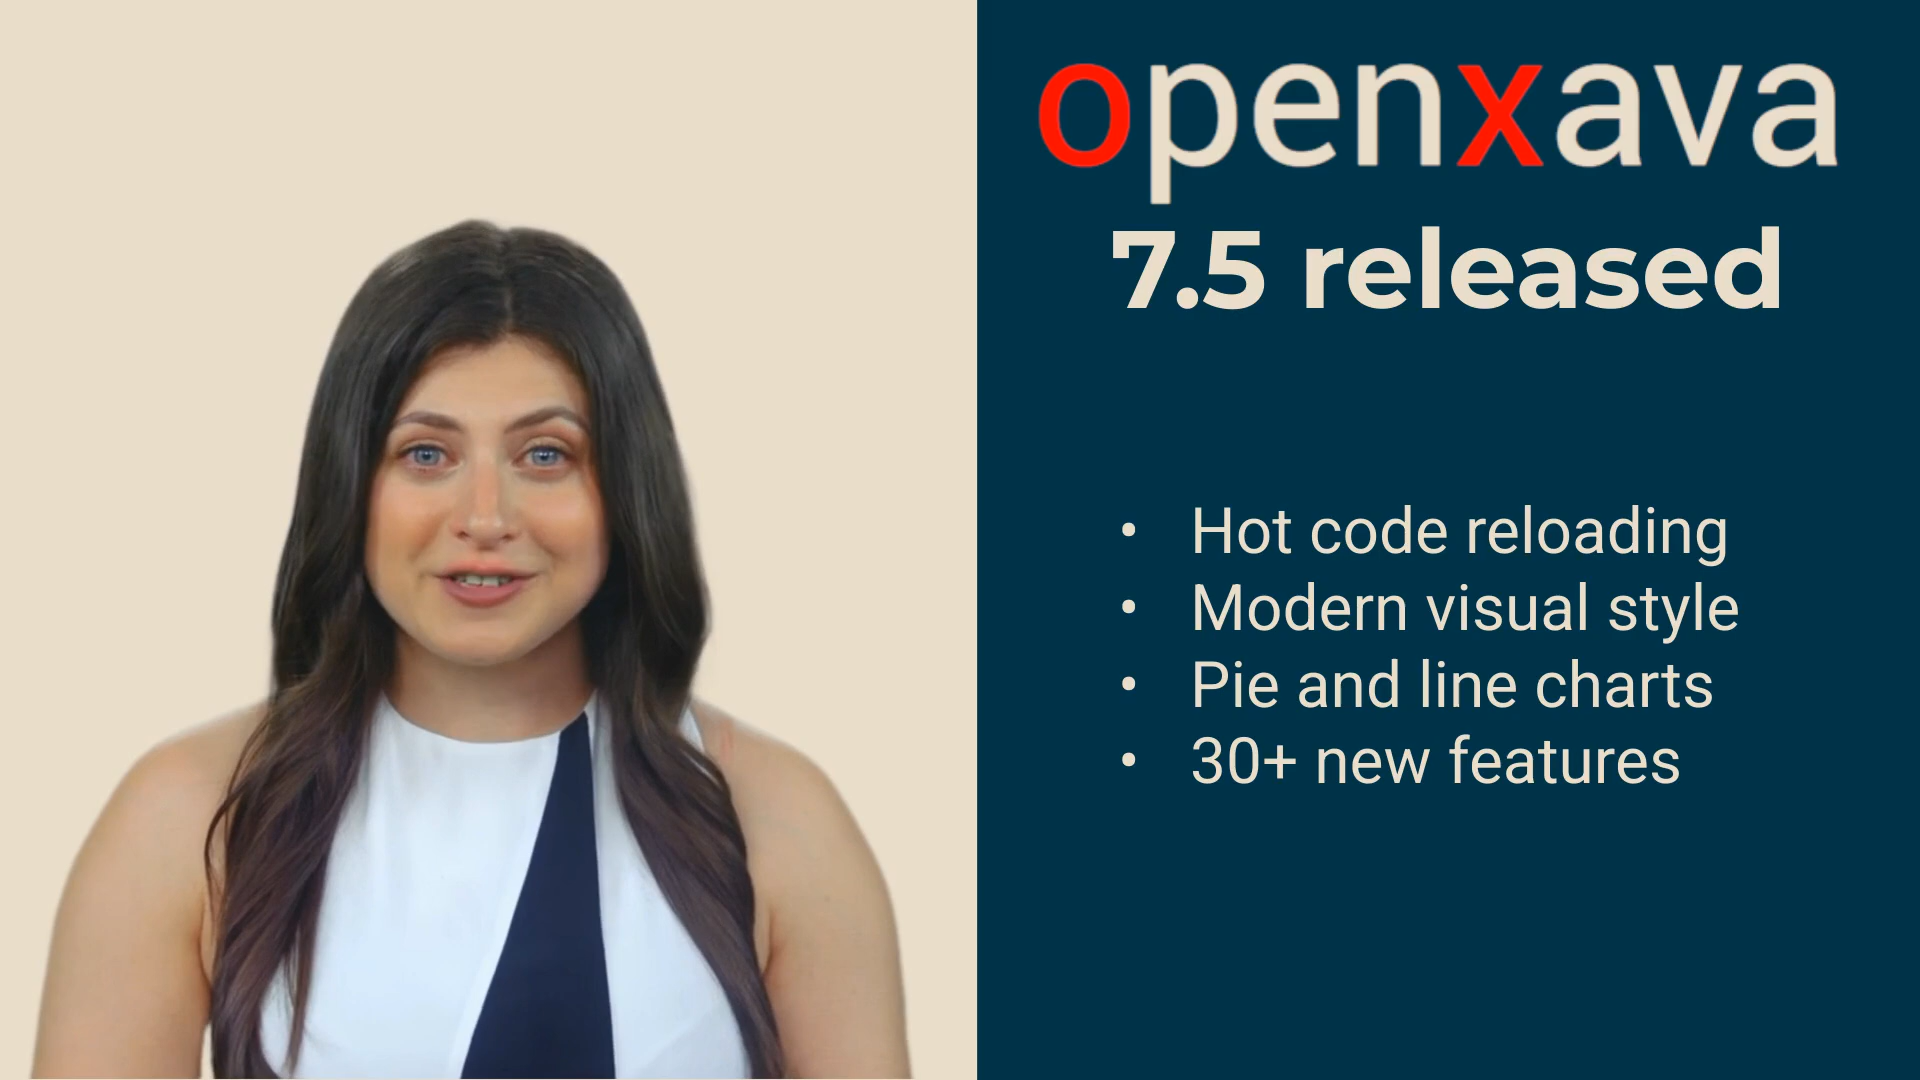 openxava
7.5 released
• Hot code reloading
• Modern visual style
• Pie and line charts
• 30+ new features